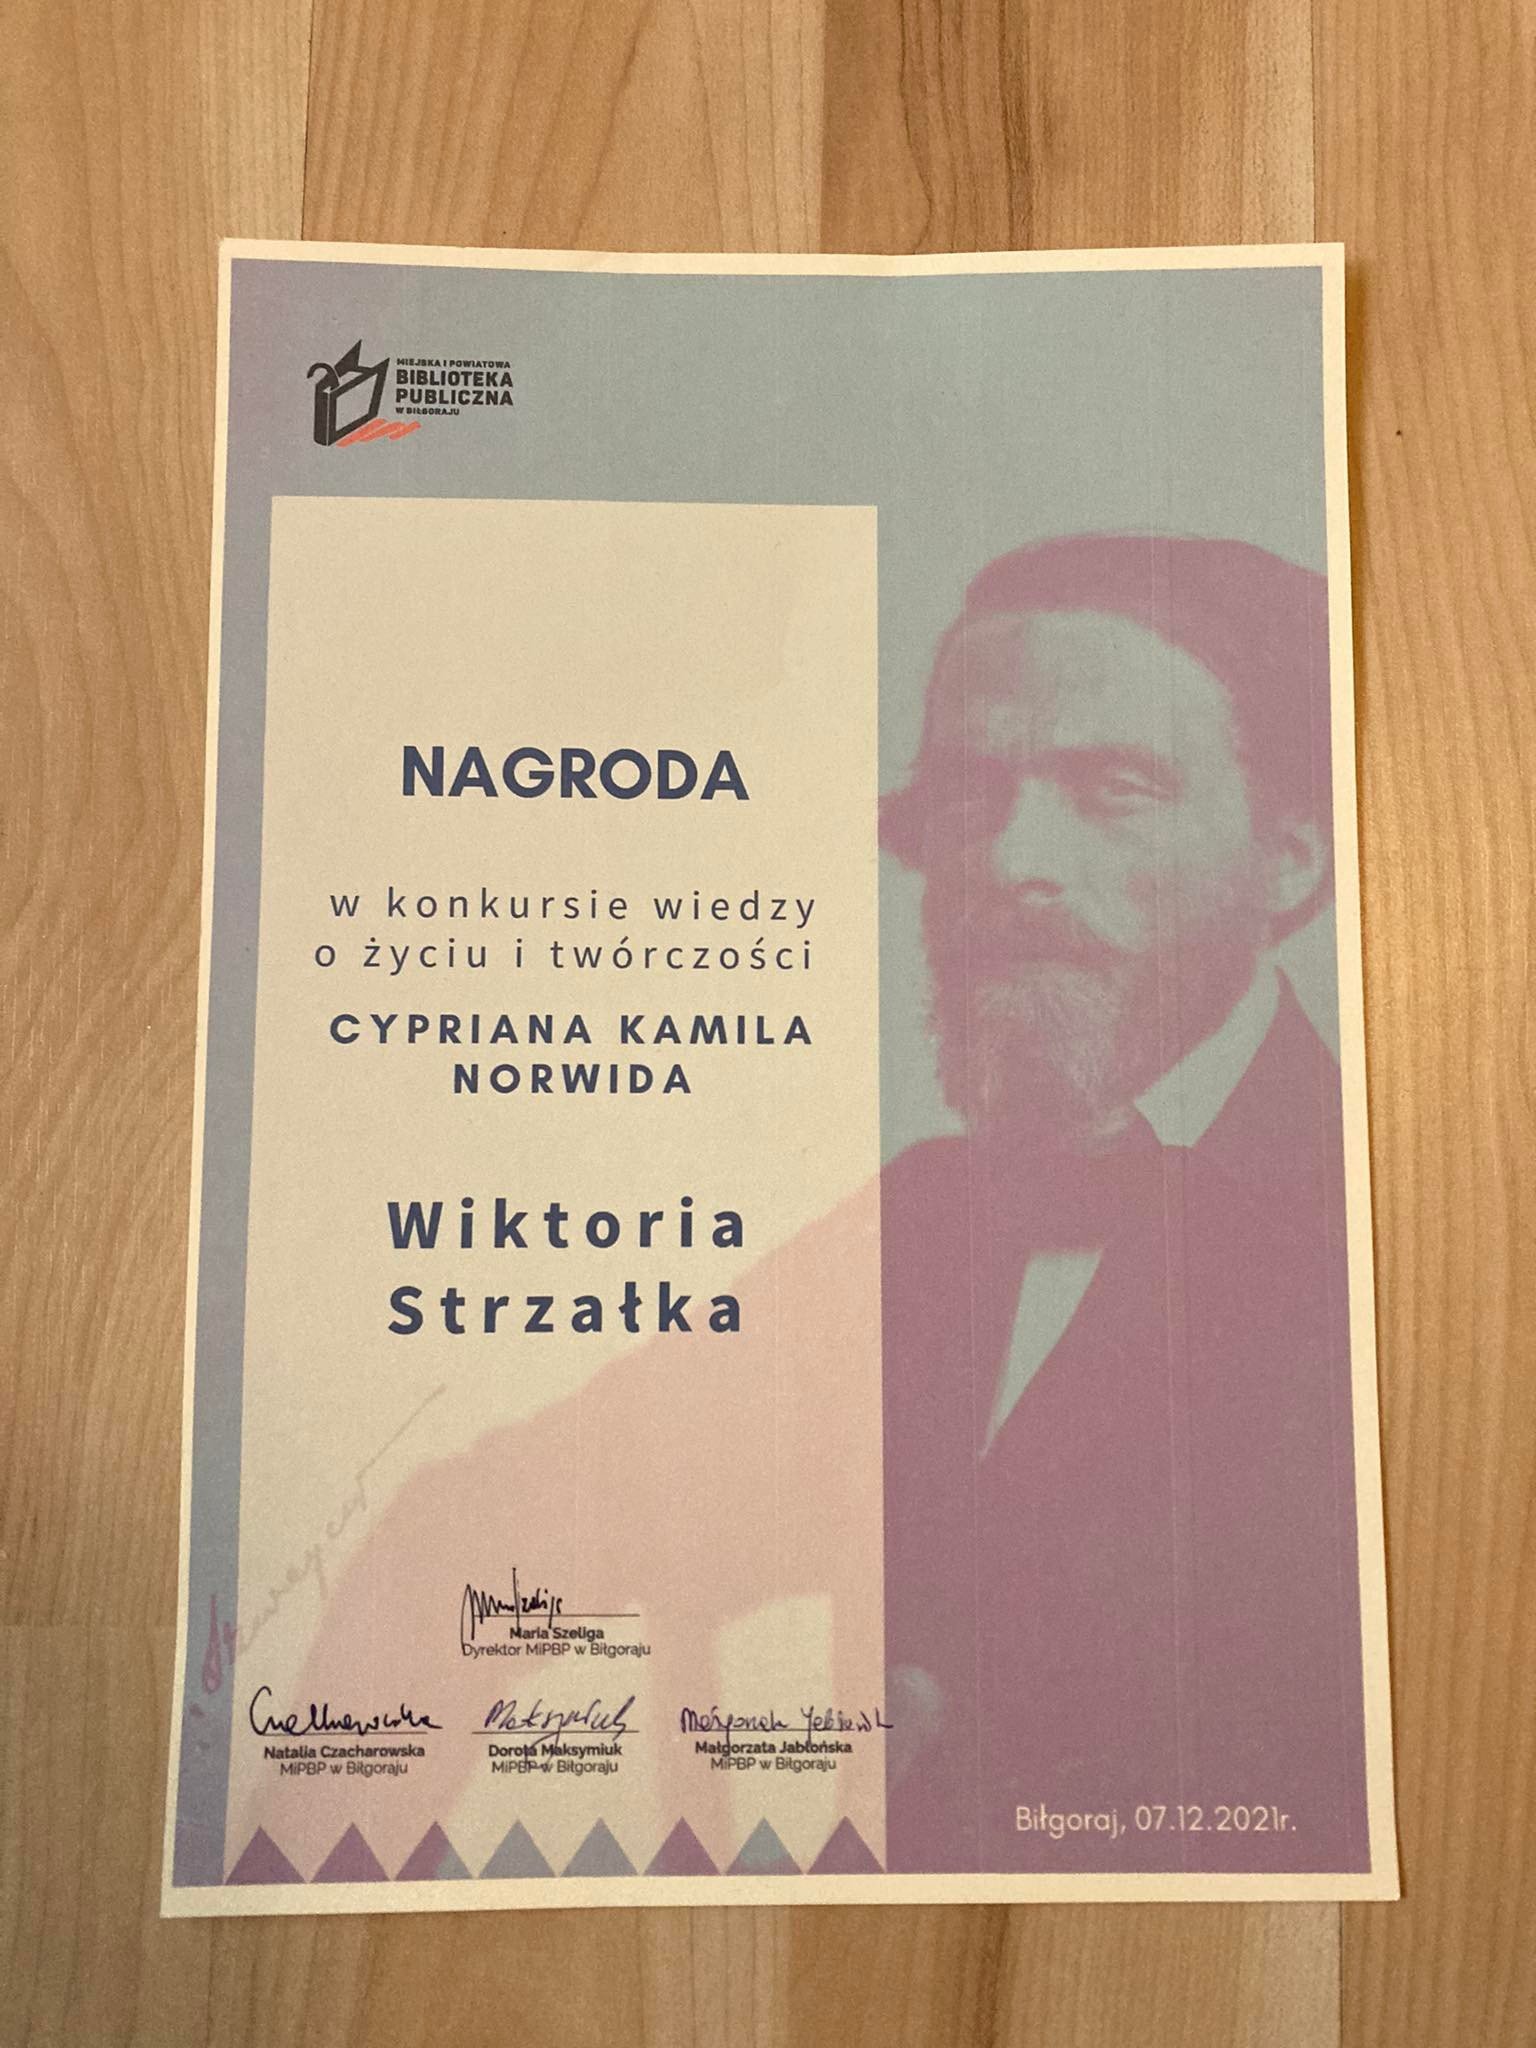 MIEJSKA I POWIATOWA
BIBLIOTEKA
PUBLICZNA
W BIŁGORAJU
NAGRODA
w konkursie wiedzy
o życiu i twórczości
CYPRIANA KAMILA
NORWIDA
Wiktoria
Strzałka
Maria Szeliga
Dyrektor MiPBP w Biłgoraju
Natalia Czacharowska
MiPBP w Biłgoraju
Dorota Maksymiuk
MiPBP w Biłgoraju
Małgorzata Jabłońska
MiPBP w Biłgoraju
Biłgoraj, 07.12.2021r.